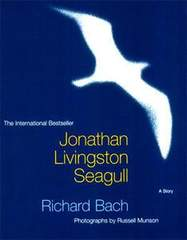 The International Bestseller
Jonathan
Livingston
Seagull
A Story
Richard Bach
Photographs by Russell Munson